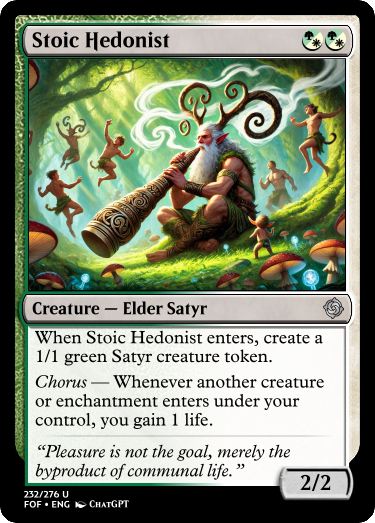 Stoic Hedonist
Creature — Elder Satyr
When Stoic Hedonist enters, create a
1/1 green Satyr creature token.
Chorus — Whenever another creature
or enchantment enters under your
control, you gain 1 life.
“Pleasure is not the goal, merely the
byproduct of communal life.”
2/2
232/276 U
FOF • ENG ChatGPT